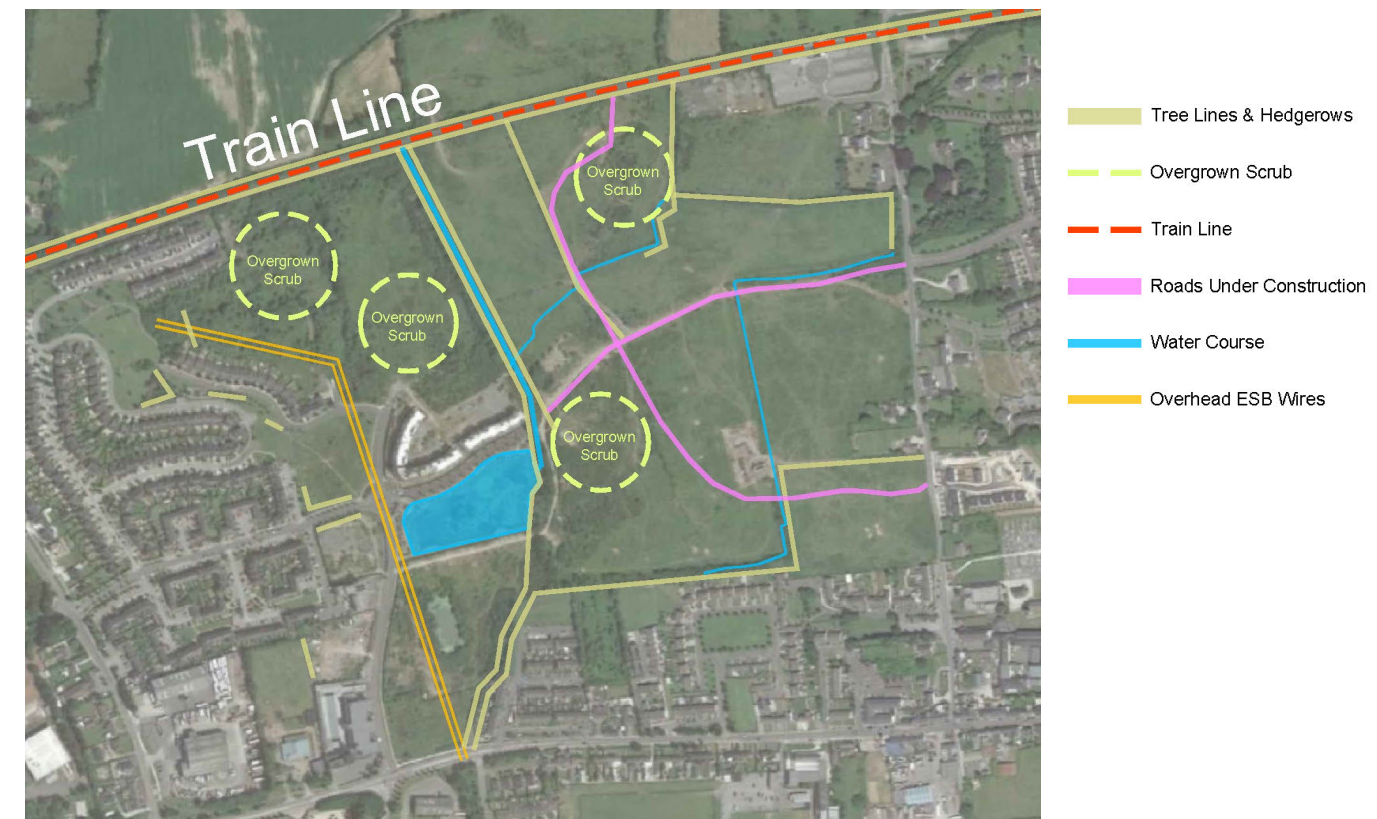 Train Line
Overgrown
Scrub
Overgrown
Scrub
Overgrown
Scrub
Overgrown
Scrub
Tree Lines & Hedgerows
Overgrown Scrub
Train Line
Roads Under Construction
Water Course
Overhead ESB Wires